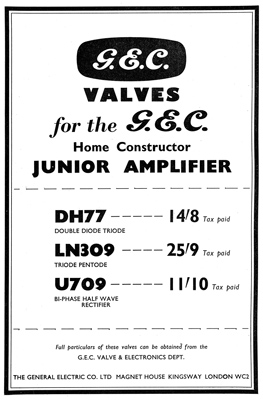 G.E.C.
VALVES
for the G.E.C.
Home Constructor
JUNIOR AMPLIFIER
DH77 ----- 14/8 Tax paid
DOUBLE DIODE TRIODE
LN309 ----- 25/9 Tax paid
TRIODE PENTODE
U709 ----- 11/10 Tax paid
BI-PHASE HALF WAVE
RECTIFIER
Full particulars of these valves can be obtained from the
G.E.C. VALVE & ELECTRONICS DEPT.
THE GENERAL ELECTRIC CO. LTD MAGNET HOUSE KINGSWAY LONDON WC2